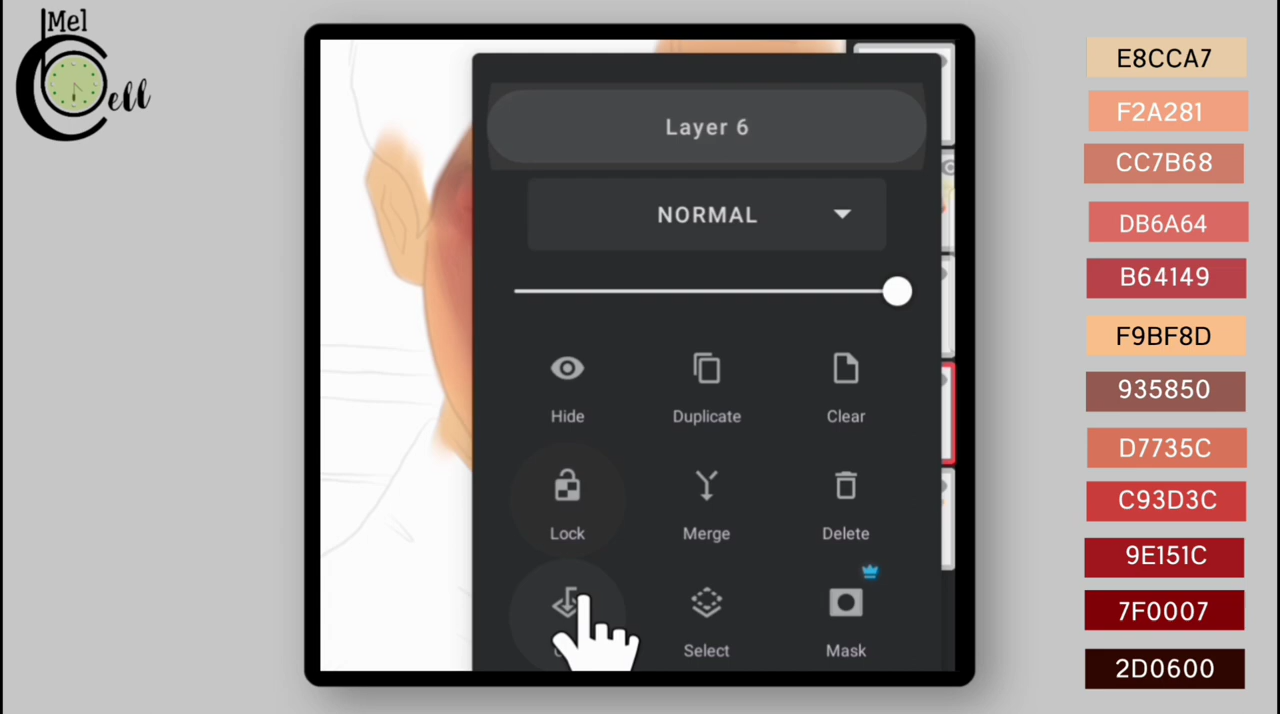 Mel
Cell
Layer 6
NORMAL
Hide
Duplicate
Clear
Lock
Merge
Delete
Select
Mask
E8CCA7
F2A281
CC7B68
DB6A64
B64149
F9BF8D
935850
D7735C
C93D3C
9E151C
7F0007
2D0600